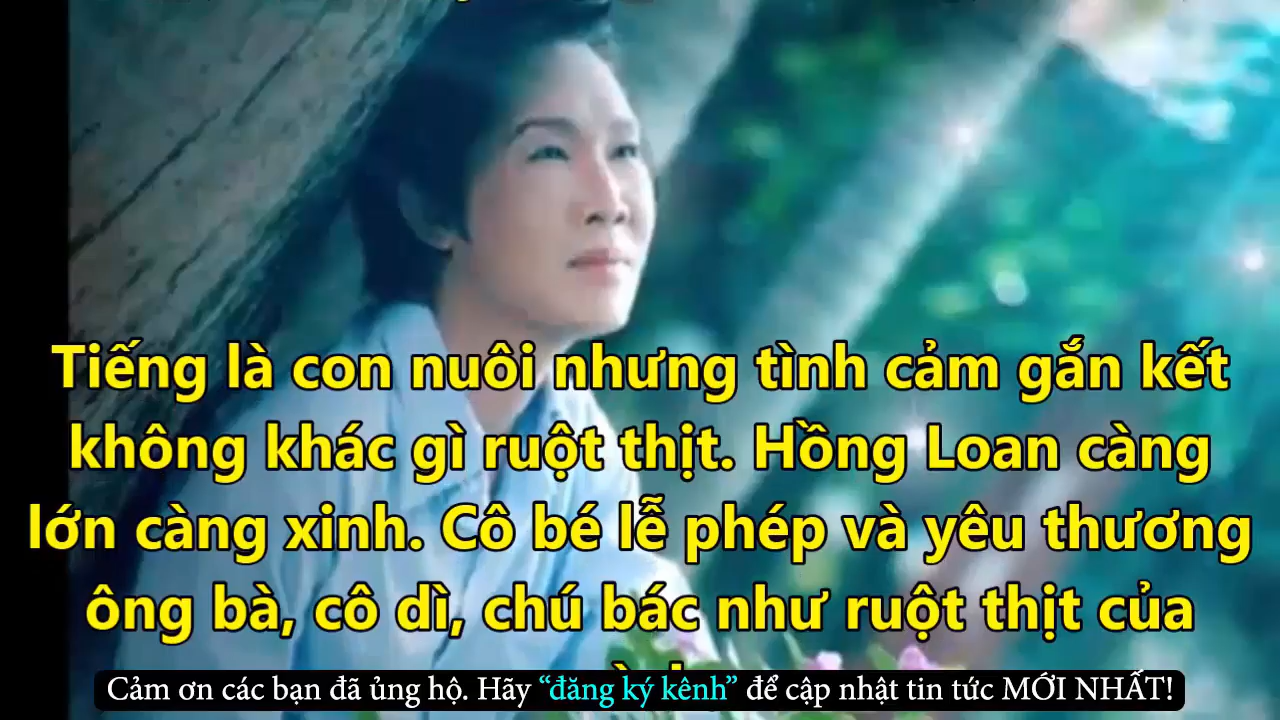 Tiếng là con nuôi nhưng tình cảm gắn kết
không khác gì ruột thịt. Hồng Loan càng
lớn càng xinh. Cô bé lễ phép và yêu thương
ông bà, cô dì, chú bác như ruột thịt của
Cảm ơn các bạn đã ủng hộ. Hãy “đăng ký kênh” để cập nhật tin tức MỚI NHẤT!